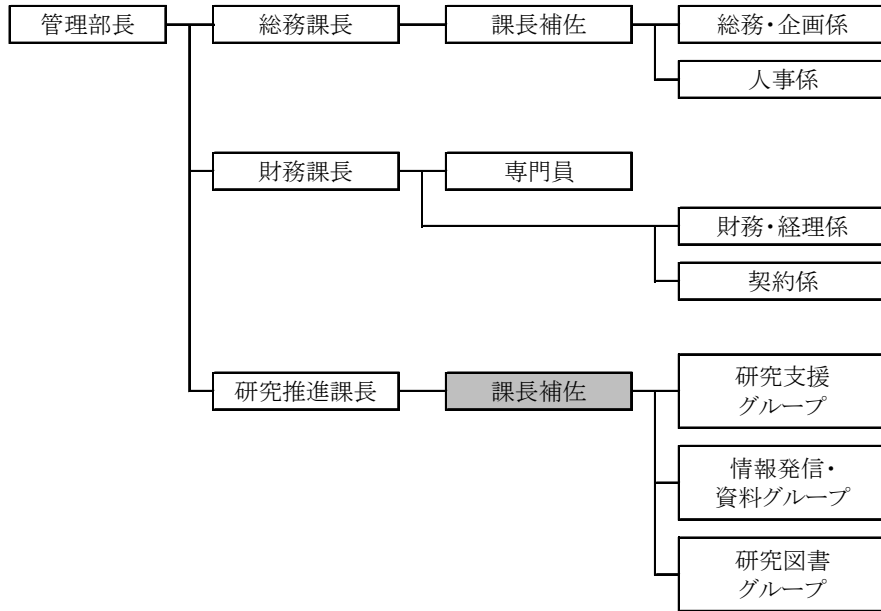 管理部長
総務課長
課長補佐
総務・企画係
人事係
財務課長
専門員
財務・経理係
契約係
研究推進課長
課長補佐
研究支援
グループ
情報発信・
資料グループ
研究図書
グループ